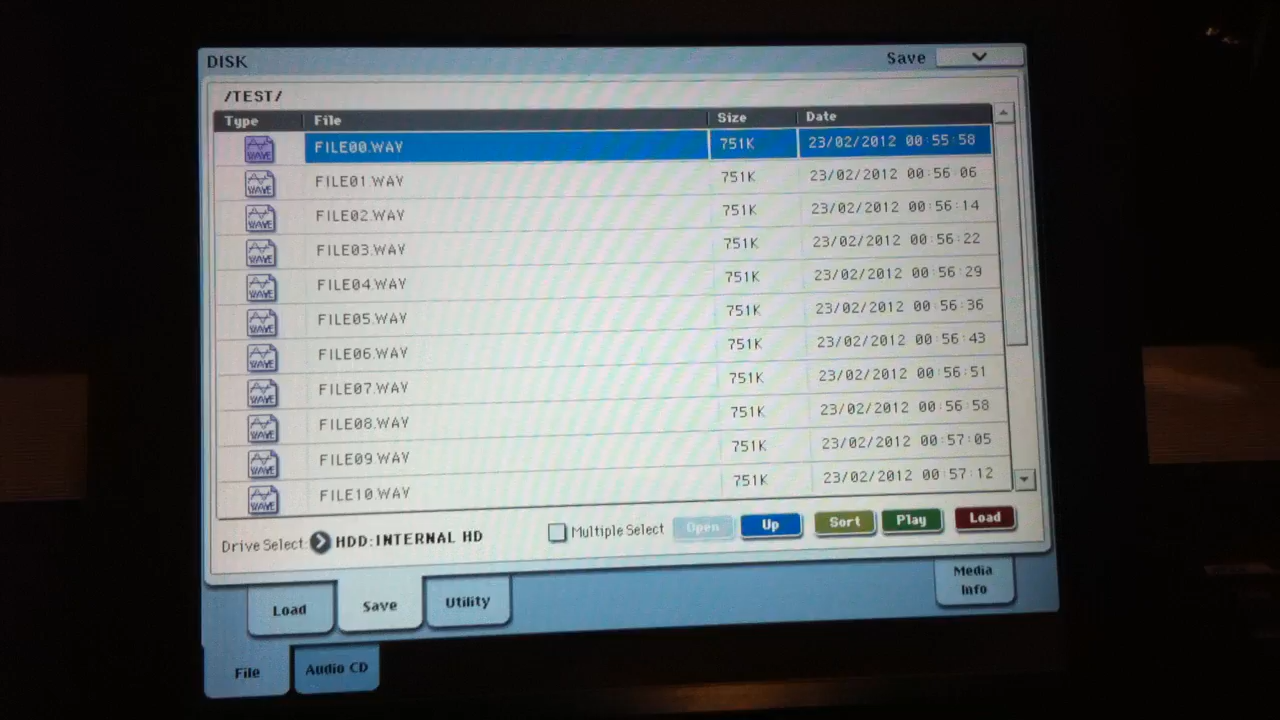 DISK Save
/TEST/
Type File Size Date
WAVE FILE00.WAV 751K 23/02/2012 00:55:58
WAVE FILE01.WAV 751K 23/02/2012 00:56:06
WAVE FILE02.WAV 751K 23/02/2012 00:56:14
WAVE FILE03.WAV 751K 23/02/2012 00:56:22
WAVE FILE04.WAV 751K 23/02/2012 00:56:29
WAVE FILE05.WAV 751K 23/02/2012 00:56:36
WAVE FILE06.WAV 751K 23/02/2012 00:56:43
WAVE FILE07.WAV 751K 23/02/2012 00:56:51
WAVE FILE08.WAV 751K 23/02/2012 00:56:58
WAVE FILE09.WAV 751K 23/02/2012 00:57:05
WAVE FILE10.WAV 751K 23/02/2012 00:57:12
Drive Select: HDD:INTERNAL HD Multiple Select Open Up Sort Play Load
Load Save Utility Media Info
File Audio CD